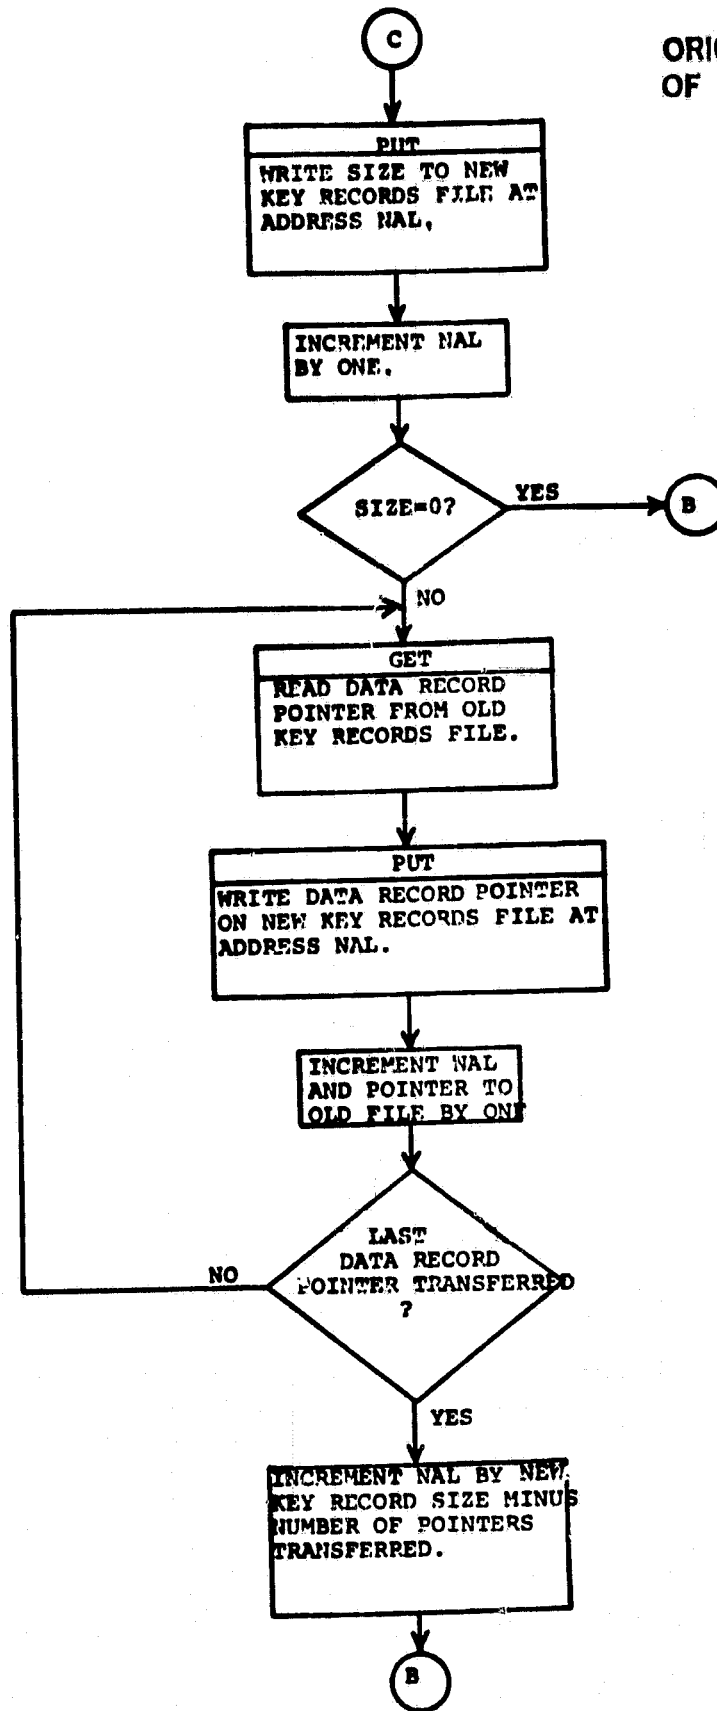 C
ORIG
OF
PUT
WRITE SIZE TO NEW
KEY RECORDS FILE AT
ADDRESS NAL,
INCREMENT NAL
BY ONE.
SIZE=0?
YES
B
NO
GET
READ DATA RECORD
POINTER FROM OLD
KEY RECORDS FILE.
PUT
WRITE DATA RECORD POINTER
ON NEW KEY RECORDS FILE AT
ADDRESS NAL.
INCREMENT NAL
AND POINTER TO
OLD FILE BY ONE
LAST
DATA RECORD
POINTER TRANSFERRED
?
NO
YES
INCREMENT NAL BY NEW
KEY RECORD SIZE MINUS
NUMBER OF POINTERS
TRANSFERRED.
B